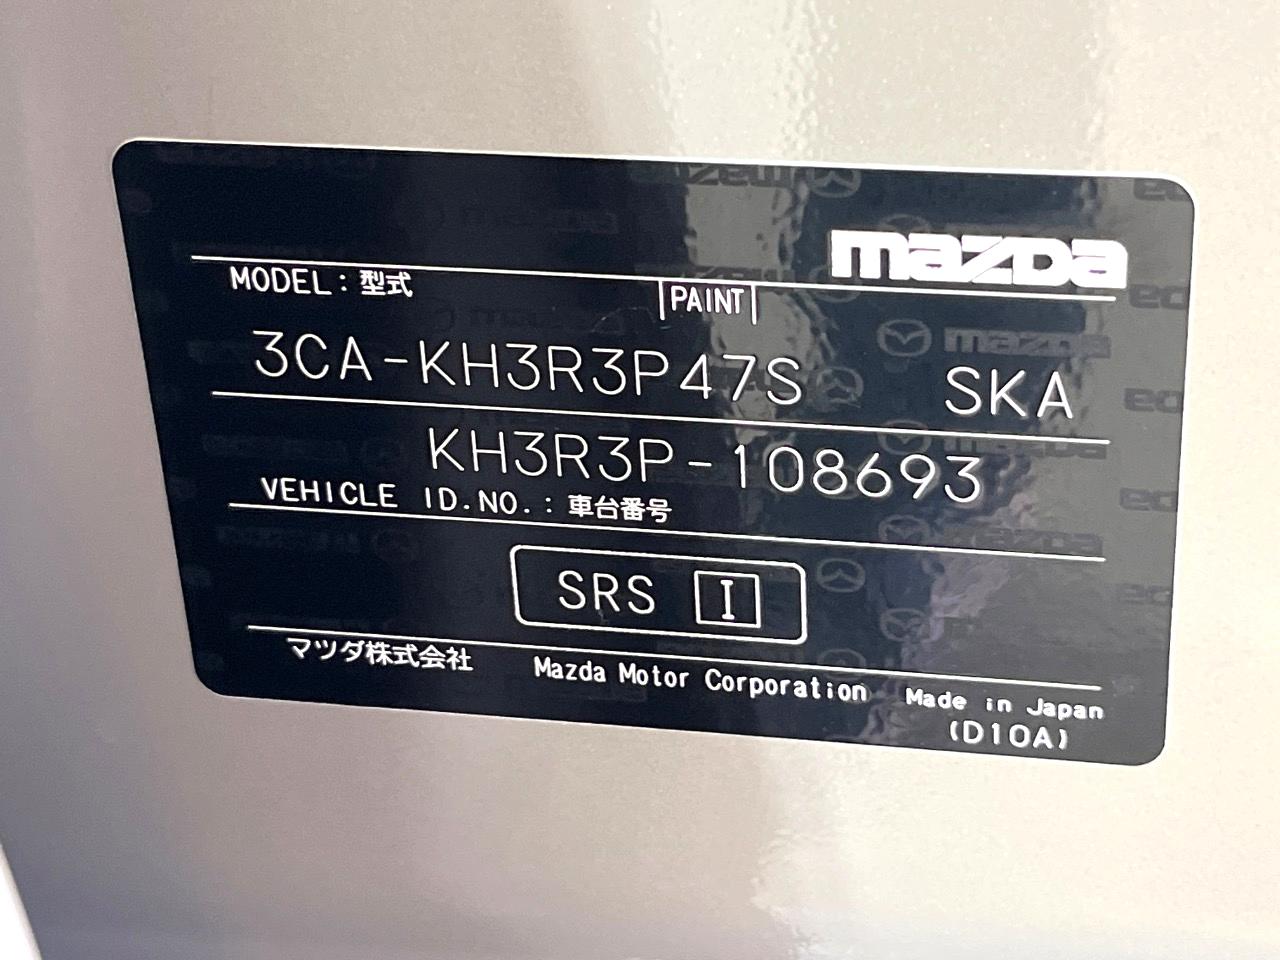 mazda
MODEL : 型式 PAINT
3CA-KH3R3P47S SKA
KH3R3P-108693
VEHICLE ID.NO. : 車台番号
SRS I
マツダ株式会社 Mazda Motor Corporation Made in Japan
(D10A)